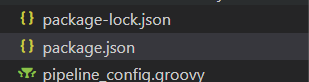 { } package-lock.json
{ } package.json
pipeline_config.groovy